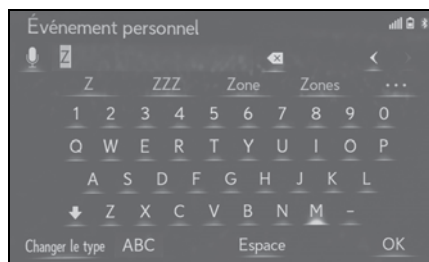 Événement personnel
Z
Z ZZZ Zone Zones ...
1 2 3 4 5 6 7 8 9 0
Q W E R T Y U I O P
A S D F G H J K L
Z X C V B N M -
Changer le type ABC Espace OK